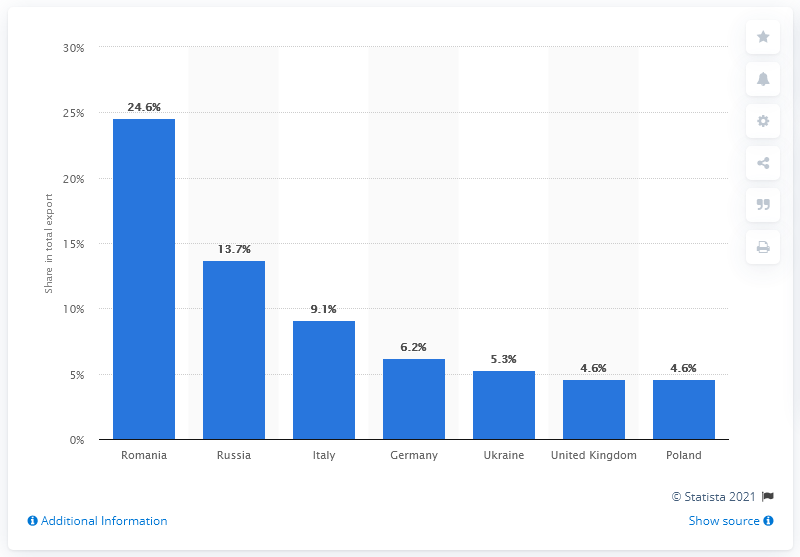 30%
25%
20%
15%
10%
5%
0%
Share in total export
24.6%
13.7%
9.1%
6.2%
5.3%
4.6%
4.6%
Romania
Russia
Italy
Germany
Ukraine
United Kingdom
Poland
© Statista 2021
Additional Information
Show source